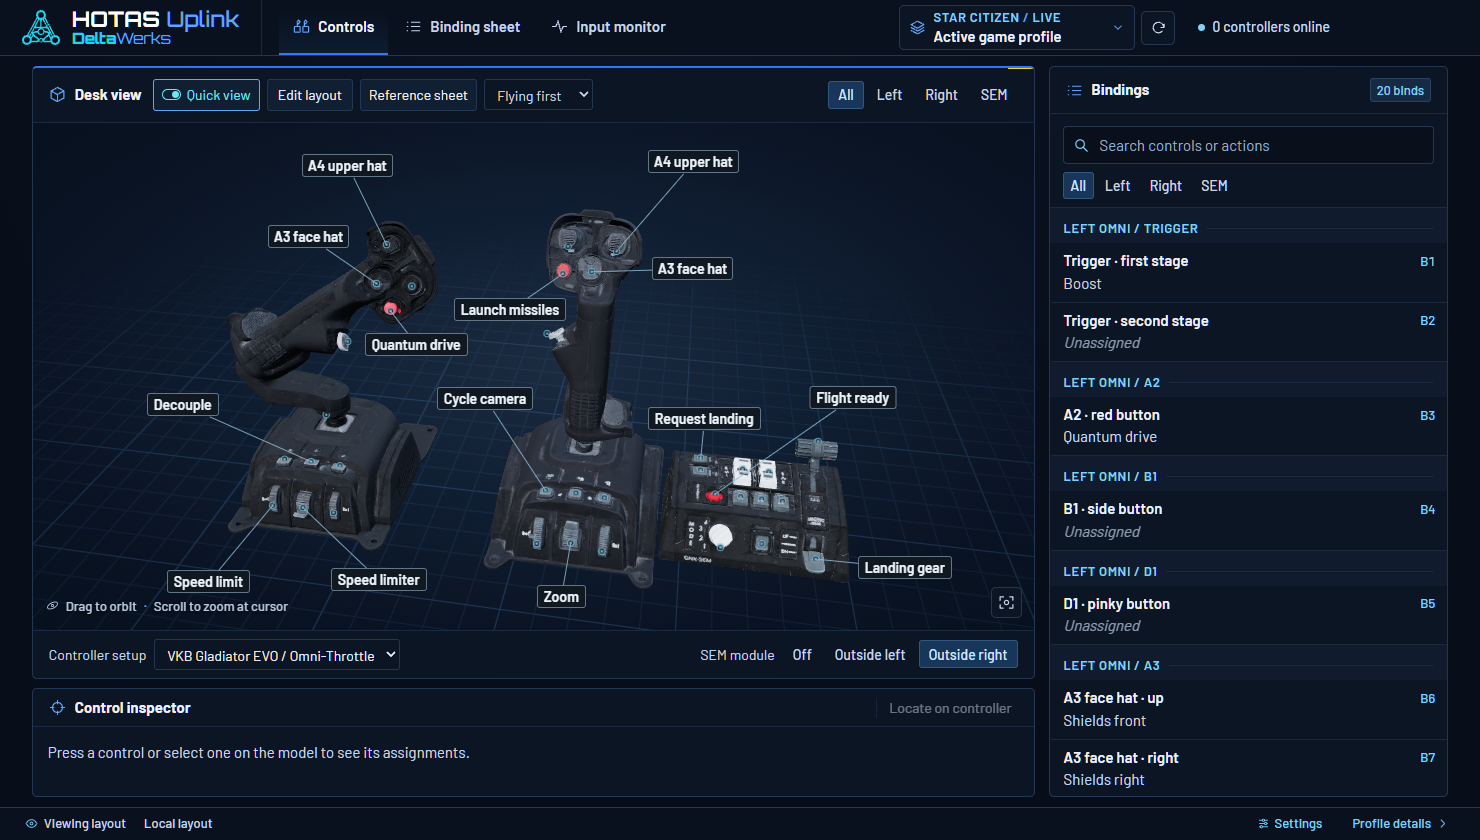 HOTAS Uplink
DeltaWerks
Controls
Binding sheet
Input monitor
STAR CITIZEN / LIVE
Active game profile
0 controllers online
Desk view
Quick view
Edit layout
Reference sheet
Flying first
All
Left
Right
SEM
A4 upper hat
A4 upper hat
A3 face hat
A3 face hat
Launch missiles
Quantum drive
Decouple
Cycle camera
Flight ready
Request landing
Speed limit
Speed limiter
Zoom
Landing gear
Drag to orbit · Scroll to zoom at cursor
Controller setup
VKB Gladiator EVO / Omni-Throttle
SEM module
Off
Outside left
Outside right
Control inspector
Locate on controller
Press a control or select one on the model to see its assignments.
Bindings
20 binds
Search controls or actions
All
Left
Right
SEM
LEFT OMNI / TRIGGER
Trigger · first stage
B1
Boost
Trigger · second stage
B2
Unassigned
LEFT OMNI / A2
A2 · red button
B3
Quantum drive
LEFT OMNI / B1
B1 · side button
B4
Unassigned
LEFT OMNI / D1
D1 · pinky button
B5
Unassigned
LEFT OMNI / A3
A3 face hat · up
B6
Shields front
A3 face hat · right
B7
Shields right
Viewing layout
Local layout
Settings
Profile details